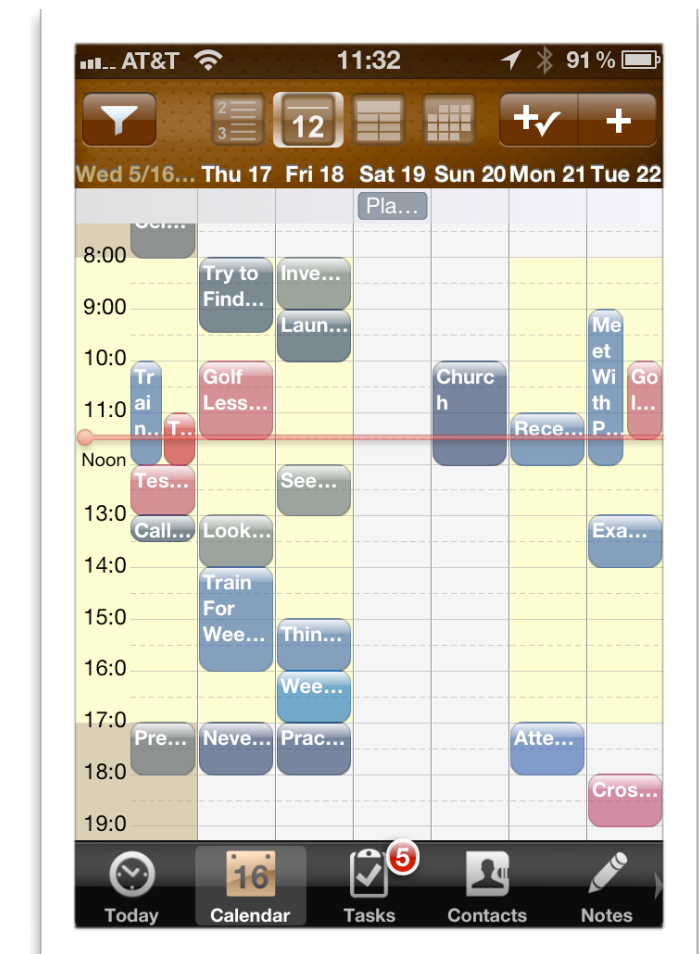 AT&T 11:32 91 %
2
3 12
Wed 5/16... Thu 17 Fri 18 Sat 19 Sun 20 Mon 21 Tue 22
Pla...
8:00
Try to
Find...
Inve...
9:00
Laun...
Me
et
Wi
th
P...
10:0
Tr
ai
n...
Golf
Less...
Churc
h
Go
l...
11:0
T..
Rece...
Noon
Tes...
See...
13:0
Call...
Look...
Exa...
14:0
Train
For
Wee...
15:0
Thin...
16:0
Wee...
17:0
Pre...
Neve...
Prac...
Atte...
18:0
Cros...
19:0
16 5
Today Calendar Tasks Contacts Notes